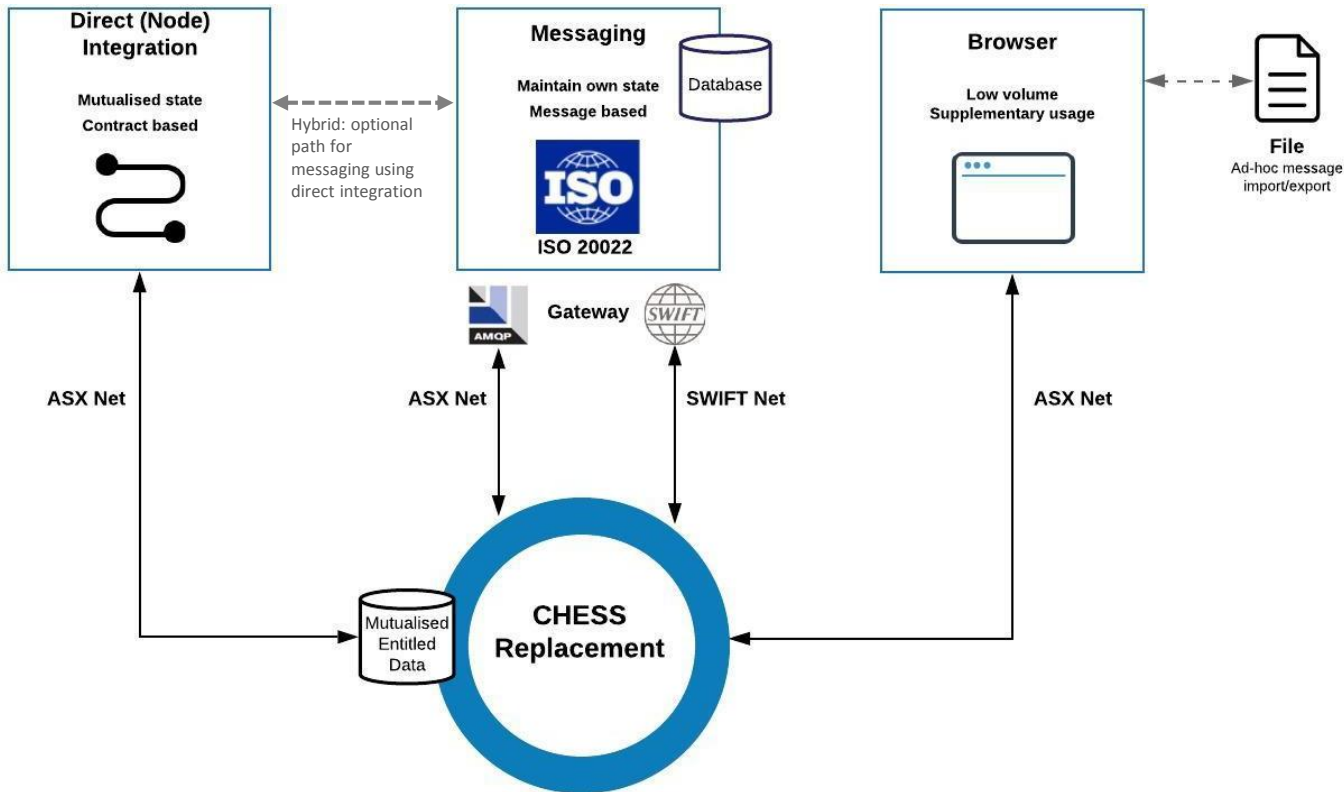 Direct (Node)
Integration
Mutualised state
Contract based
Hybrid: optional
path for
messaging using
direct integration
Messaging
Maintain own state
Message based
Database
ISO
ISO 20022
Browser
Low volume
Supplementary usage
File
Ad-hoc message
import/export
AMQP
Gateway
SWIFT
ASX Net
ASX Net
SWIFT Net
ASX Net
Mutualised
Entitled
Data
CHESS
Replacement